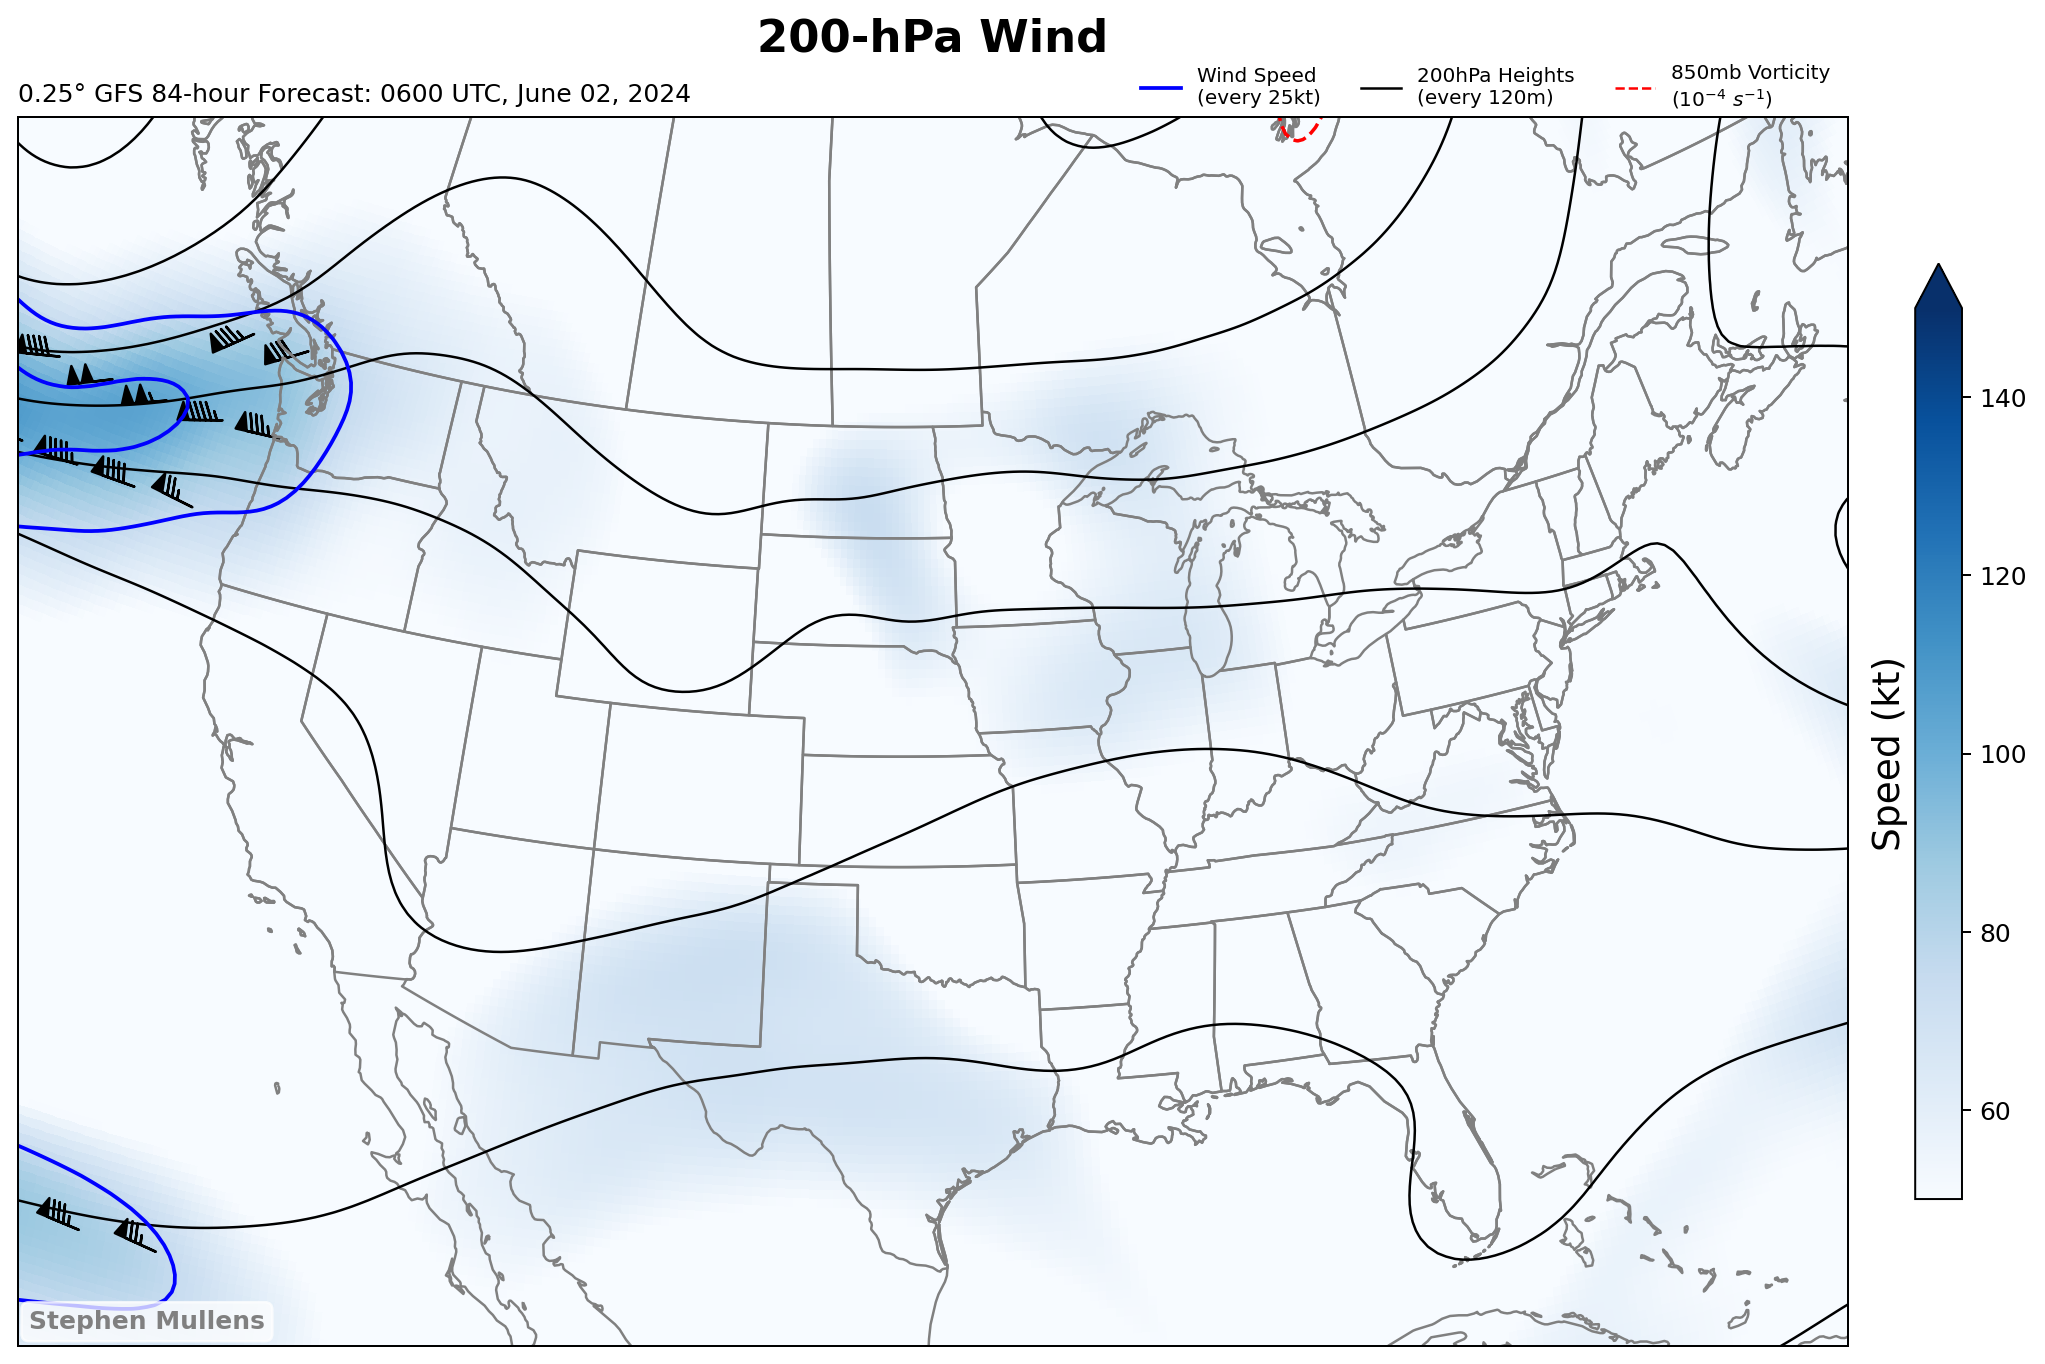 200-hPa Wind
0.25° GFS 84-hour Forecast: 0600 UTC, June 02, 2024
Wind Speed
(every 25kt)
200hPa Heights
(every 120m)
850mb Vorticity
(10⁻⁴ s⁻¹)
140
120
100
80
60
Speed (kt)
Stephen Mullens